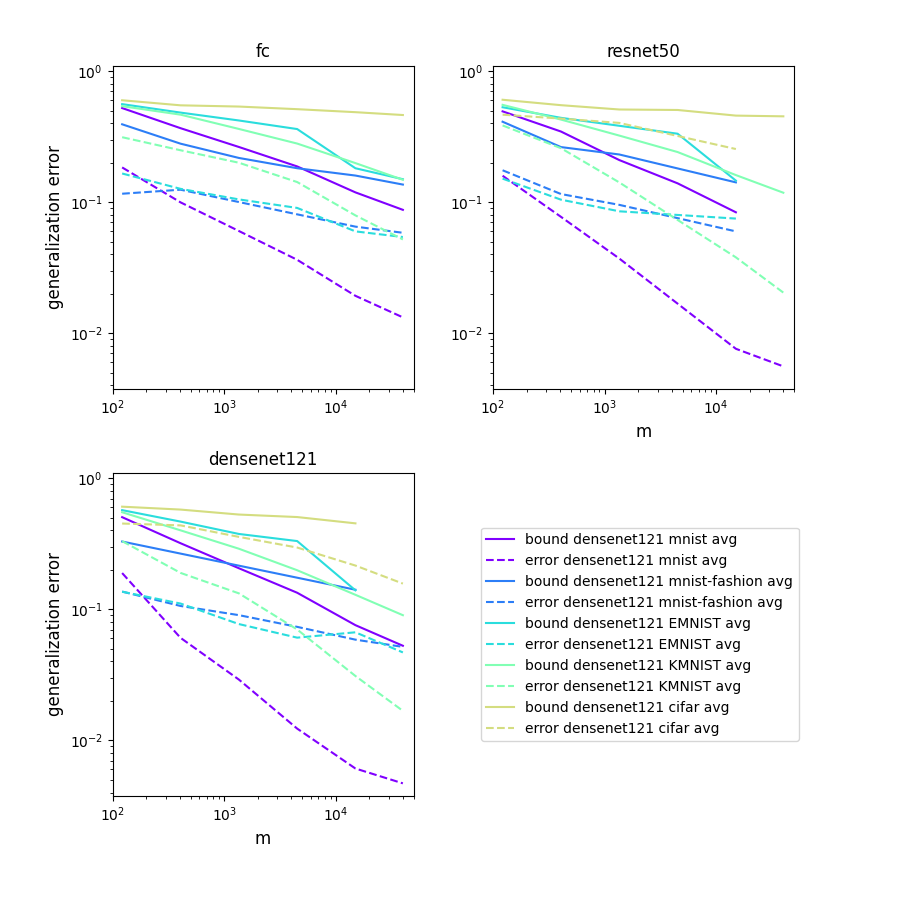 fc
generalization error
10⁰
10⁻¹
10⁻²
10² 10³ 10⁴
resnet50
10⁰
10⁻¹
10⁻²
10² 10³ 10⁴
m
densenet121
generalization error
10⁰
10⁻¹
10⁻²
10² 10³ 10⁴
m
bound densenet121 mnist avg
error densenet121 mnist avg
bound densenet121 mnist-fashion avg
error densenet121 mnist-fashion avg
bound densenet121 EMNIST avg
error densenet121 EMNIST avg
bound densenet121 KMNIST avg
error densenet121 KMNIST avg
bound densenet121 cifar avg
error densenet121 cifar avg